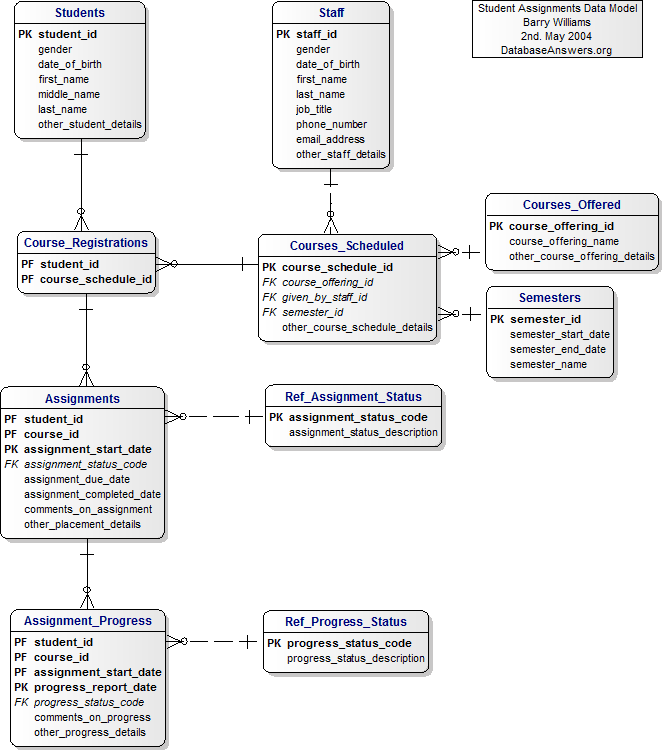 Students
PK student_id
gender
date_of_birth
first_name
middle_name
last_name
other_student_details
Staff
PK staff_id
gender
date_of_birth
first_name
last_name
job_title
phone_number
email_address
other_staff_details
Student Assignments Data Model
Barry Williams
2nd. May 2004
DatabaseAnswers.org
Course_Registrations
PF student_id
PF course_schedule_id
Courses_Scheduled
PK course_schedule_id
FK course_offering_id
FK given_by_staff_id
FK semester_id
other_course_schedule_details
Courses_Offered
PK course_offering_id
course_offering_name
other_course_offering_details
Semesters
PK semester_id
semester_start_date
semester_end_date
semester_name
Assignments
PF student_id
PF course_id
PK assignment_start_date
FK assignment_status_code
assignment_due_date
assignment_completed_date
comments_on_assignment
other_placement_details
Ref_Assignment_Status
PK assignment_status_code
assignment_status_description
Assignment_Progress
PF student_id
PF course_id
PF assignment_start_date
PK progress_report_date
FK progress_status_code
comments_on_progress
other_progress_details
Ref_Progress_Status
PK progress_status_code
progress_status_description